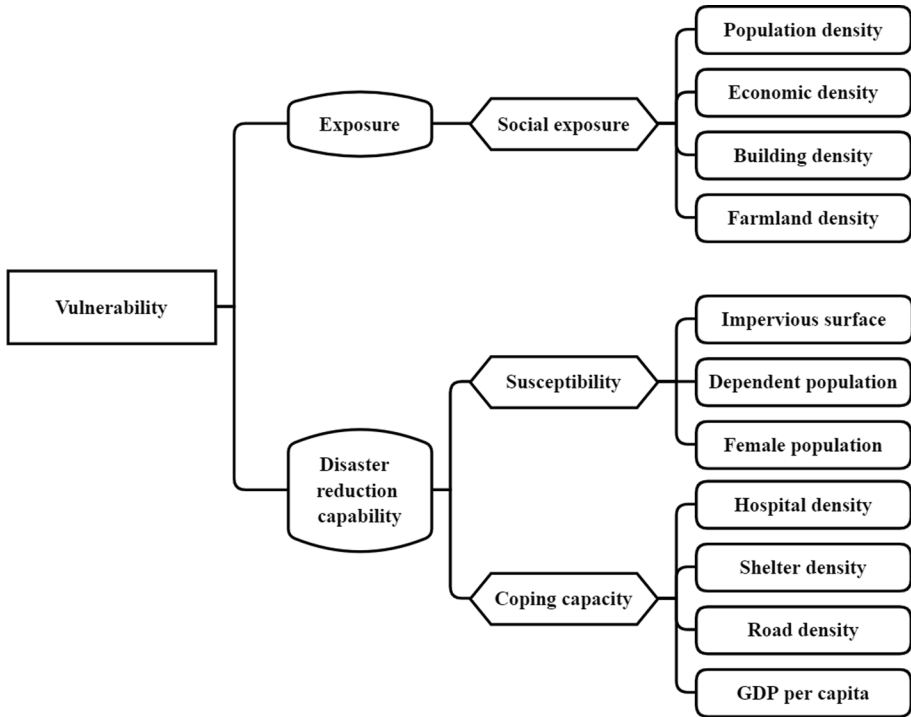 Vulnerability
Exposure
Social exposure
Population density
Economic density
Building density
Farmland density
Disaster
reduction
capability
Susceptibility
Impervious surface
Dependent population
Female population
Coping capacity
Hospital density
Shelter density
Road density
GDP per capita